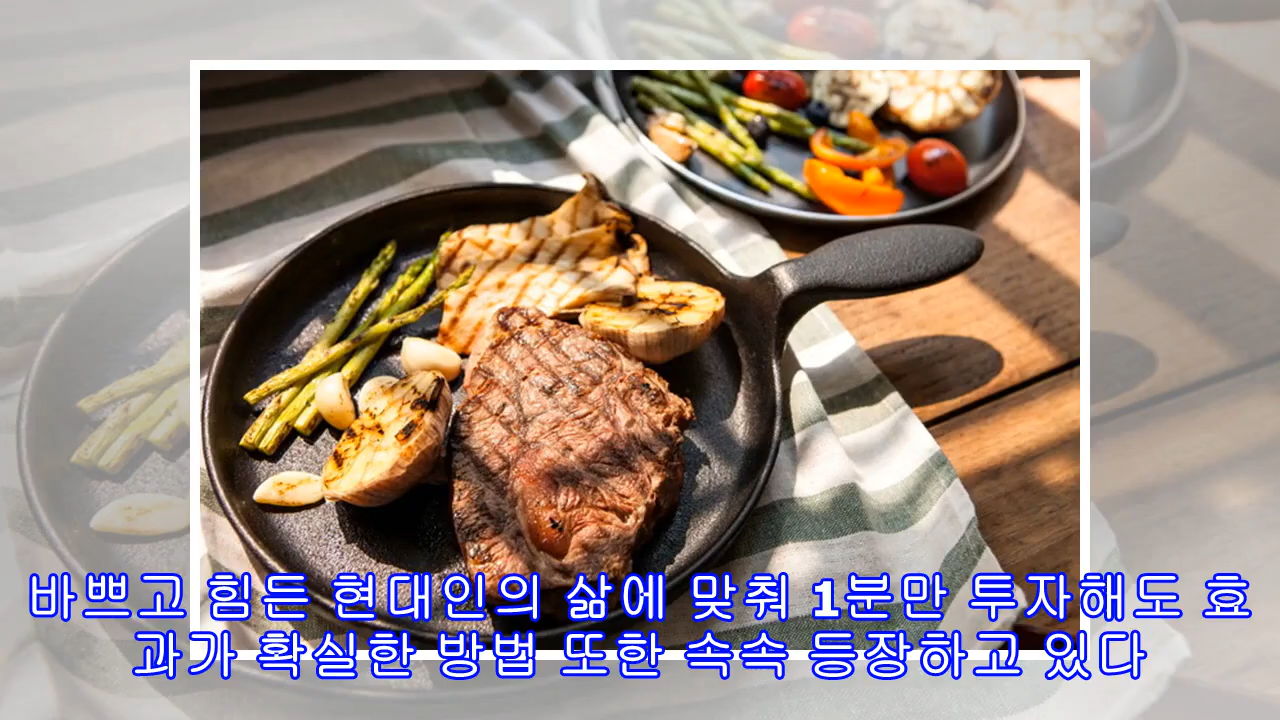 바쁘고 힘든 현대인의 삶에 맞춰 1분만 투자해도 효
과가 확실한 방법 또한 속속 등장하고 있다